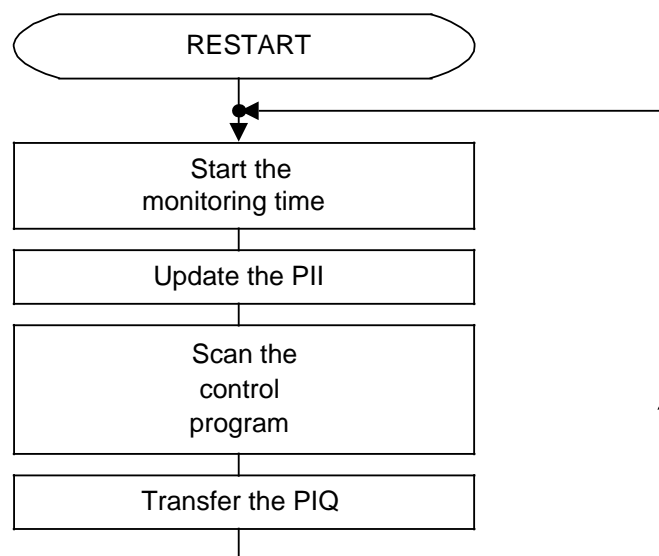 RESTART
Start the
monitoring time
Update the PII
Scan the
control
program
Transfer the PIQ